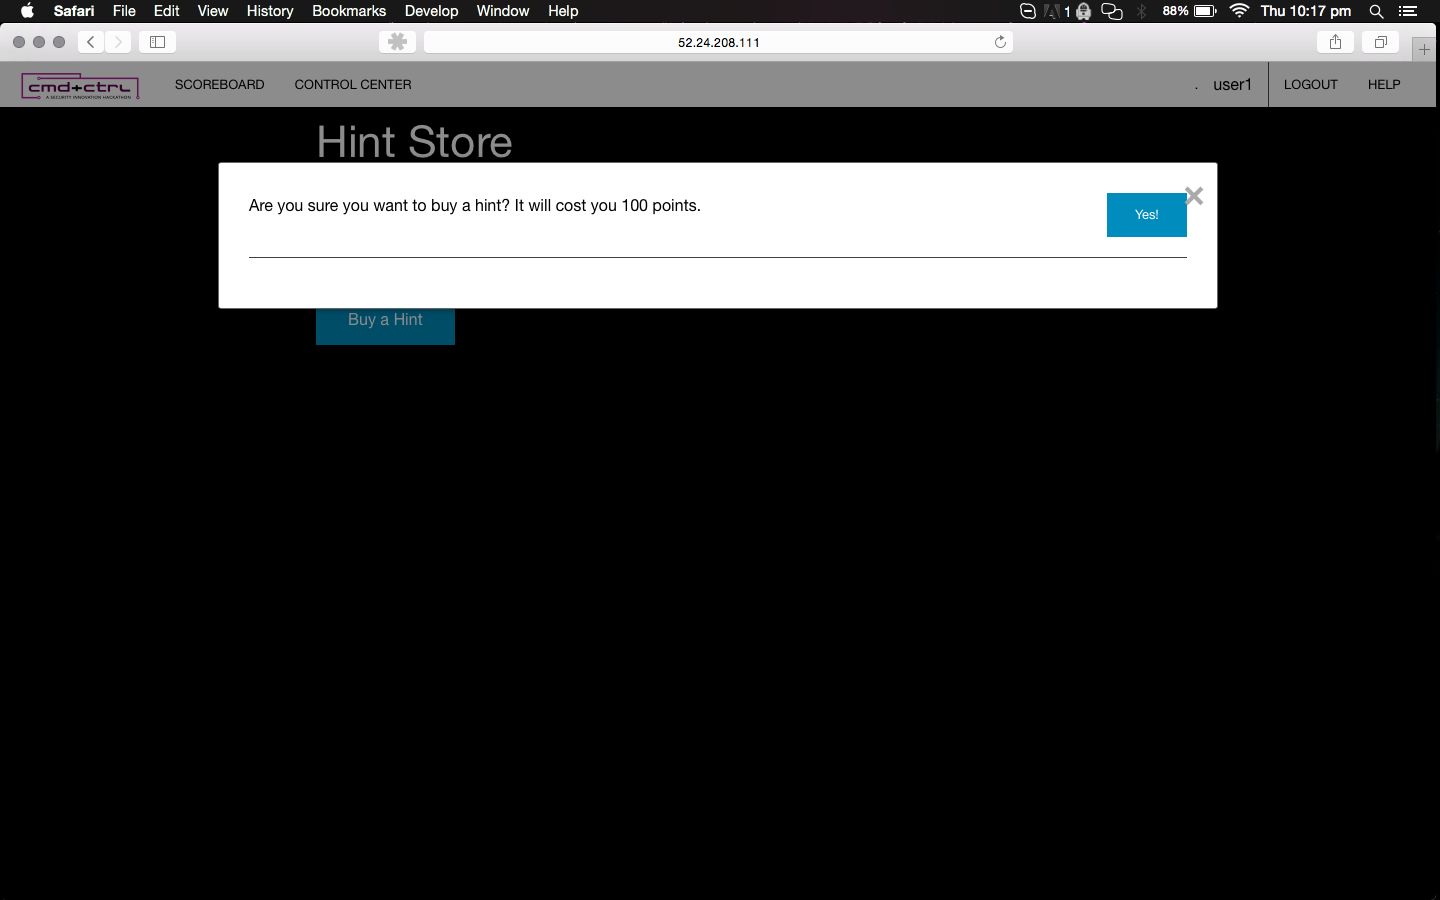 Safari File Edit View History Bookmarks Develop Window Help 1 88% Thu 10:17 pm
52.24.208.111
cmd+ctrl SCOREBOARD CONTROL CENTER . user1 LOGOUT HELP
A SECURITY INNOVATION HACKATHON
Hint Store
Are you sure you want to buy a hint? It will cost you 100 points.
Yes!
Buy a Hint